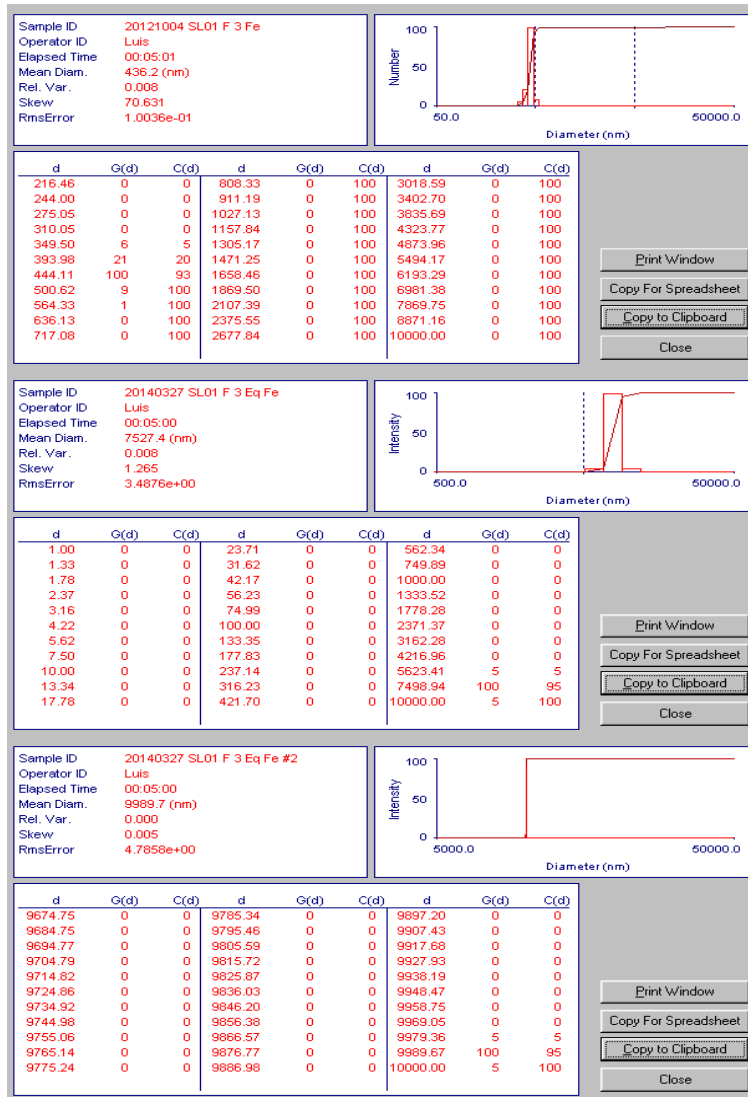 Sample ID 20121004 SL01 F 3 Fe
Operator ID Luis
Elapsed Time 00:05:01
Mean Diam. 436.2 (nm)
Rel. Var. 0.008
Skew 70.631
RmsError 1.0036e-01
100
50
0
Number
50.0 50000.0
Diameter (nm)
d G(d) C(d) d G(d) C(d) d G(d) C(d)
216.46 0 0 808.33 0 100 3018.59 0 100
244.00 0 0 911.19 0 100 3402.70 0 100
275.05 0 0 1027.13 0 100 3835.69 0 100
310.05 0 0 1157.84 0 100 4323.77 0 100
349.50 6 5 1305.17 0 100 4873.96 0 100
393.98 21 20 1471.25 0 100 5494.17 0 100
444.11 100 93 1658.46 0 100 6193.29 0 100
500.62 9 100 1869.50 0 100 6981.38 0 100
564.33 1 100 2107.39 0 100 7869.75 0 100
636.13 0 100 2375.55 0 100 8871.16 0 100
717.08 0 100 2677.84 0 100 10000.00 0 100
Print Window
Copy For Spreadsheet
Copy to Clipboard
Close
Sample ID 20140327 SL01 F 3 Eq Fe
Operator ID Luis
Elapsed Time 00:05:00
Mean Diam. 7527.4 (nm)
Rel. Var. 0.008
Skew 1.265
RmsError 3.4876e+00
100
50
0
Intensity
500.0 50000.0
Diameter (nm)
d G(d) C(d) d G(d) C(d) d G(d) C(d)
1.00 0 0 23.71 0 0 562.34 0 0
1.33 0 0 31.62 0 0 749.89 0 0
1.78 0 0 42.17 0 0 1000.00 0 0
2.37 0 0 56.23 0 0 1333.52 0 0
3.16 0 0 74.99 0 0 1778.28 0 0
4.22 0 0 100.00 0 0 2371.37 0 0
5.62 0 0 133.35 0 0 3162.28 0 0
7.50 0 0 177.83 0 0 4216.96 0 0
10.00 0 0 237.14 0 0 5623.41 5 5
13.34 0 0 316.23 0 0 7498.94 100 95
17.78 0 0 421.70 0 0 10000.00 5 100
Print Window
Copy For Spreadsheet
Copy to Clipboard
Close
Sample ID 20140327 SL01 F 3 Eq Fe #2
Operator ID Luis
Elapsed Time 00:05:00
Mean Diam. 9989.7 (nm)
Rel. Var. 0.000
Skew 0.005
RmsError 4.7858e+00
100
50
0
Intensity
5000.0 50000.0
Diameter (nm)
d G(d) C(d) d G(d) C(d) d G(d) C(d)
9674.75 0 0 9785.34 0 0 9897.20 0 0
9684.75 0 0 9795.46 0 0 9907.43 0 0
9694.77 0 0 9805.59 0 0 9917.68 0 0
9704.79 0 0 9815.72 0 0 9927.93 0 0
9714.82 0 0 9825.87 0 0 9938.19 0 0
9724.86 0 0 9836.03 0 0 9948.47 0 0
9734.92 0 0 9846.20 0 0 9958.75 0 0
9744.98 0 0 9856.38 0 0 9969.05 0 0
9755.06 0 0 9866.57 0 0 9979.36 5 5
9765.14 0 0 9876.77 0 0 9989.67 100 95
9775.24 0 0 9886.98 0 0 10000.00 5 100
Print Window
Copy For Spreadsheet
Copy to Clipboard
Close